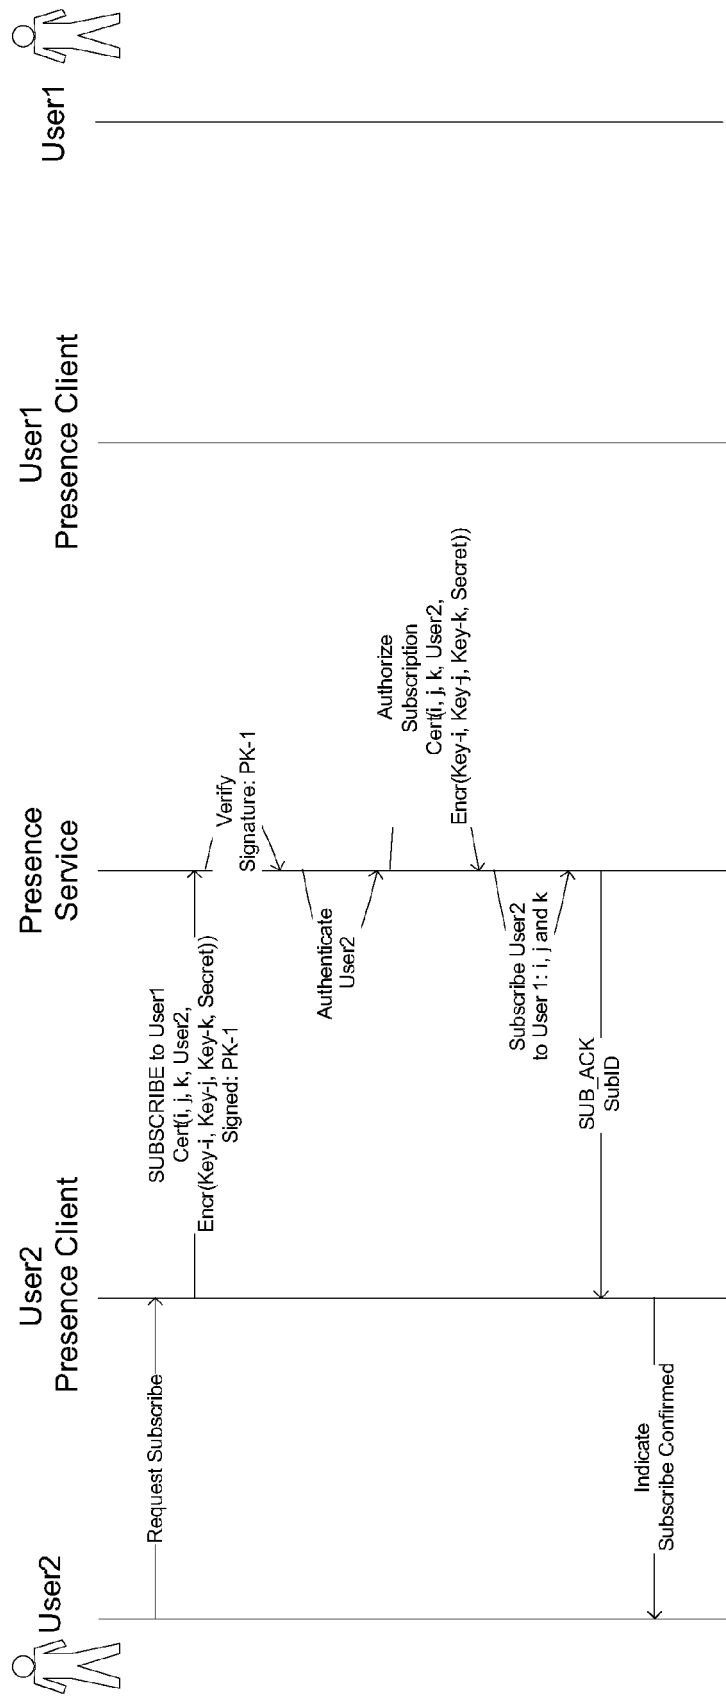 User2
User2
Presence Client
Presence
Service
User1
Presence Client
User1
Request Subscribe
SUBSCRIBE to User1
Cert(i, j, k, User2,
Encr(Key-i, Key-j, Key-k, Secret))
Signed: PK-1
Verify
Signature: PK-1
Authenticate
User2
Authorize
Subscription
Cert(i, j, k, User2,
Encr(Key-i, Key-j, Key-k, Secret))
Subscribe User2
to User1: i, j and k
SUB_ACK
SubID
Indicate
Subscribe Confirmed